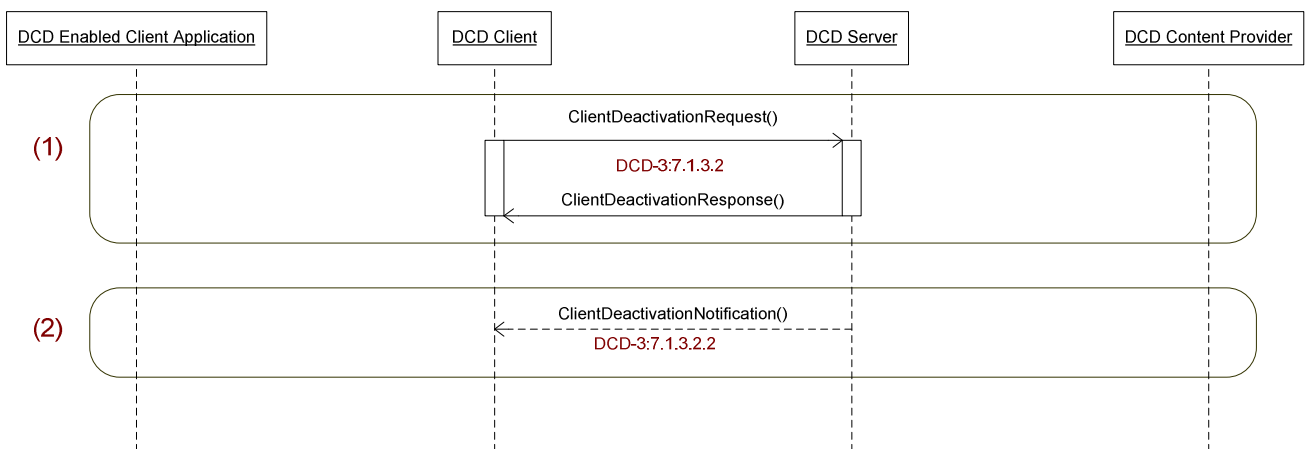 DCD Enabled Client Application
DCD Client
DCD Server
DCD Content Provider
(1)
ClientDeactivationRequest()
DCD-3:7.1.3.2
ClientDeactivationResponse()
(2)
ClientDeactivationNotification()
DCD-3:7.1.3.2.2